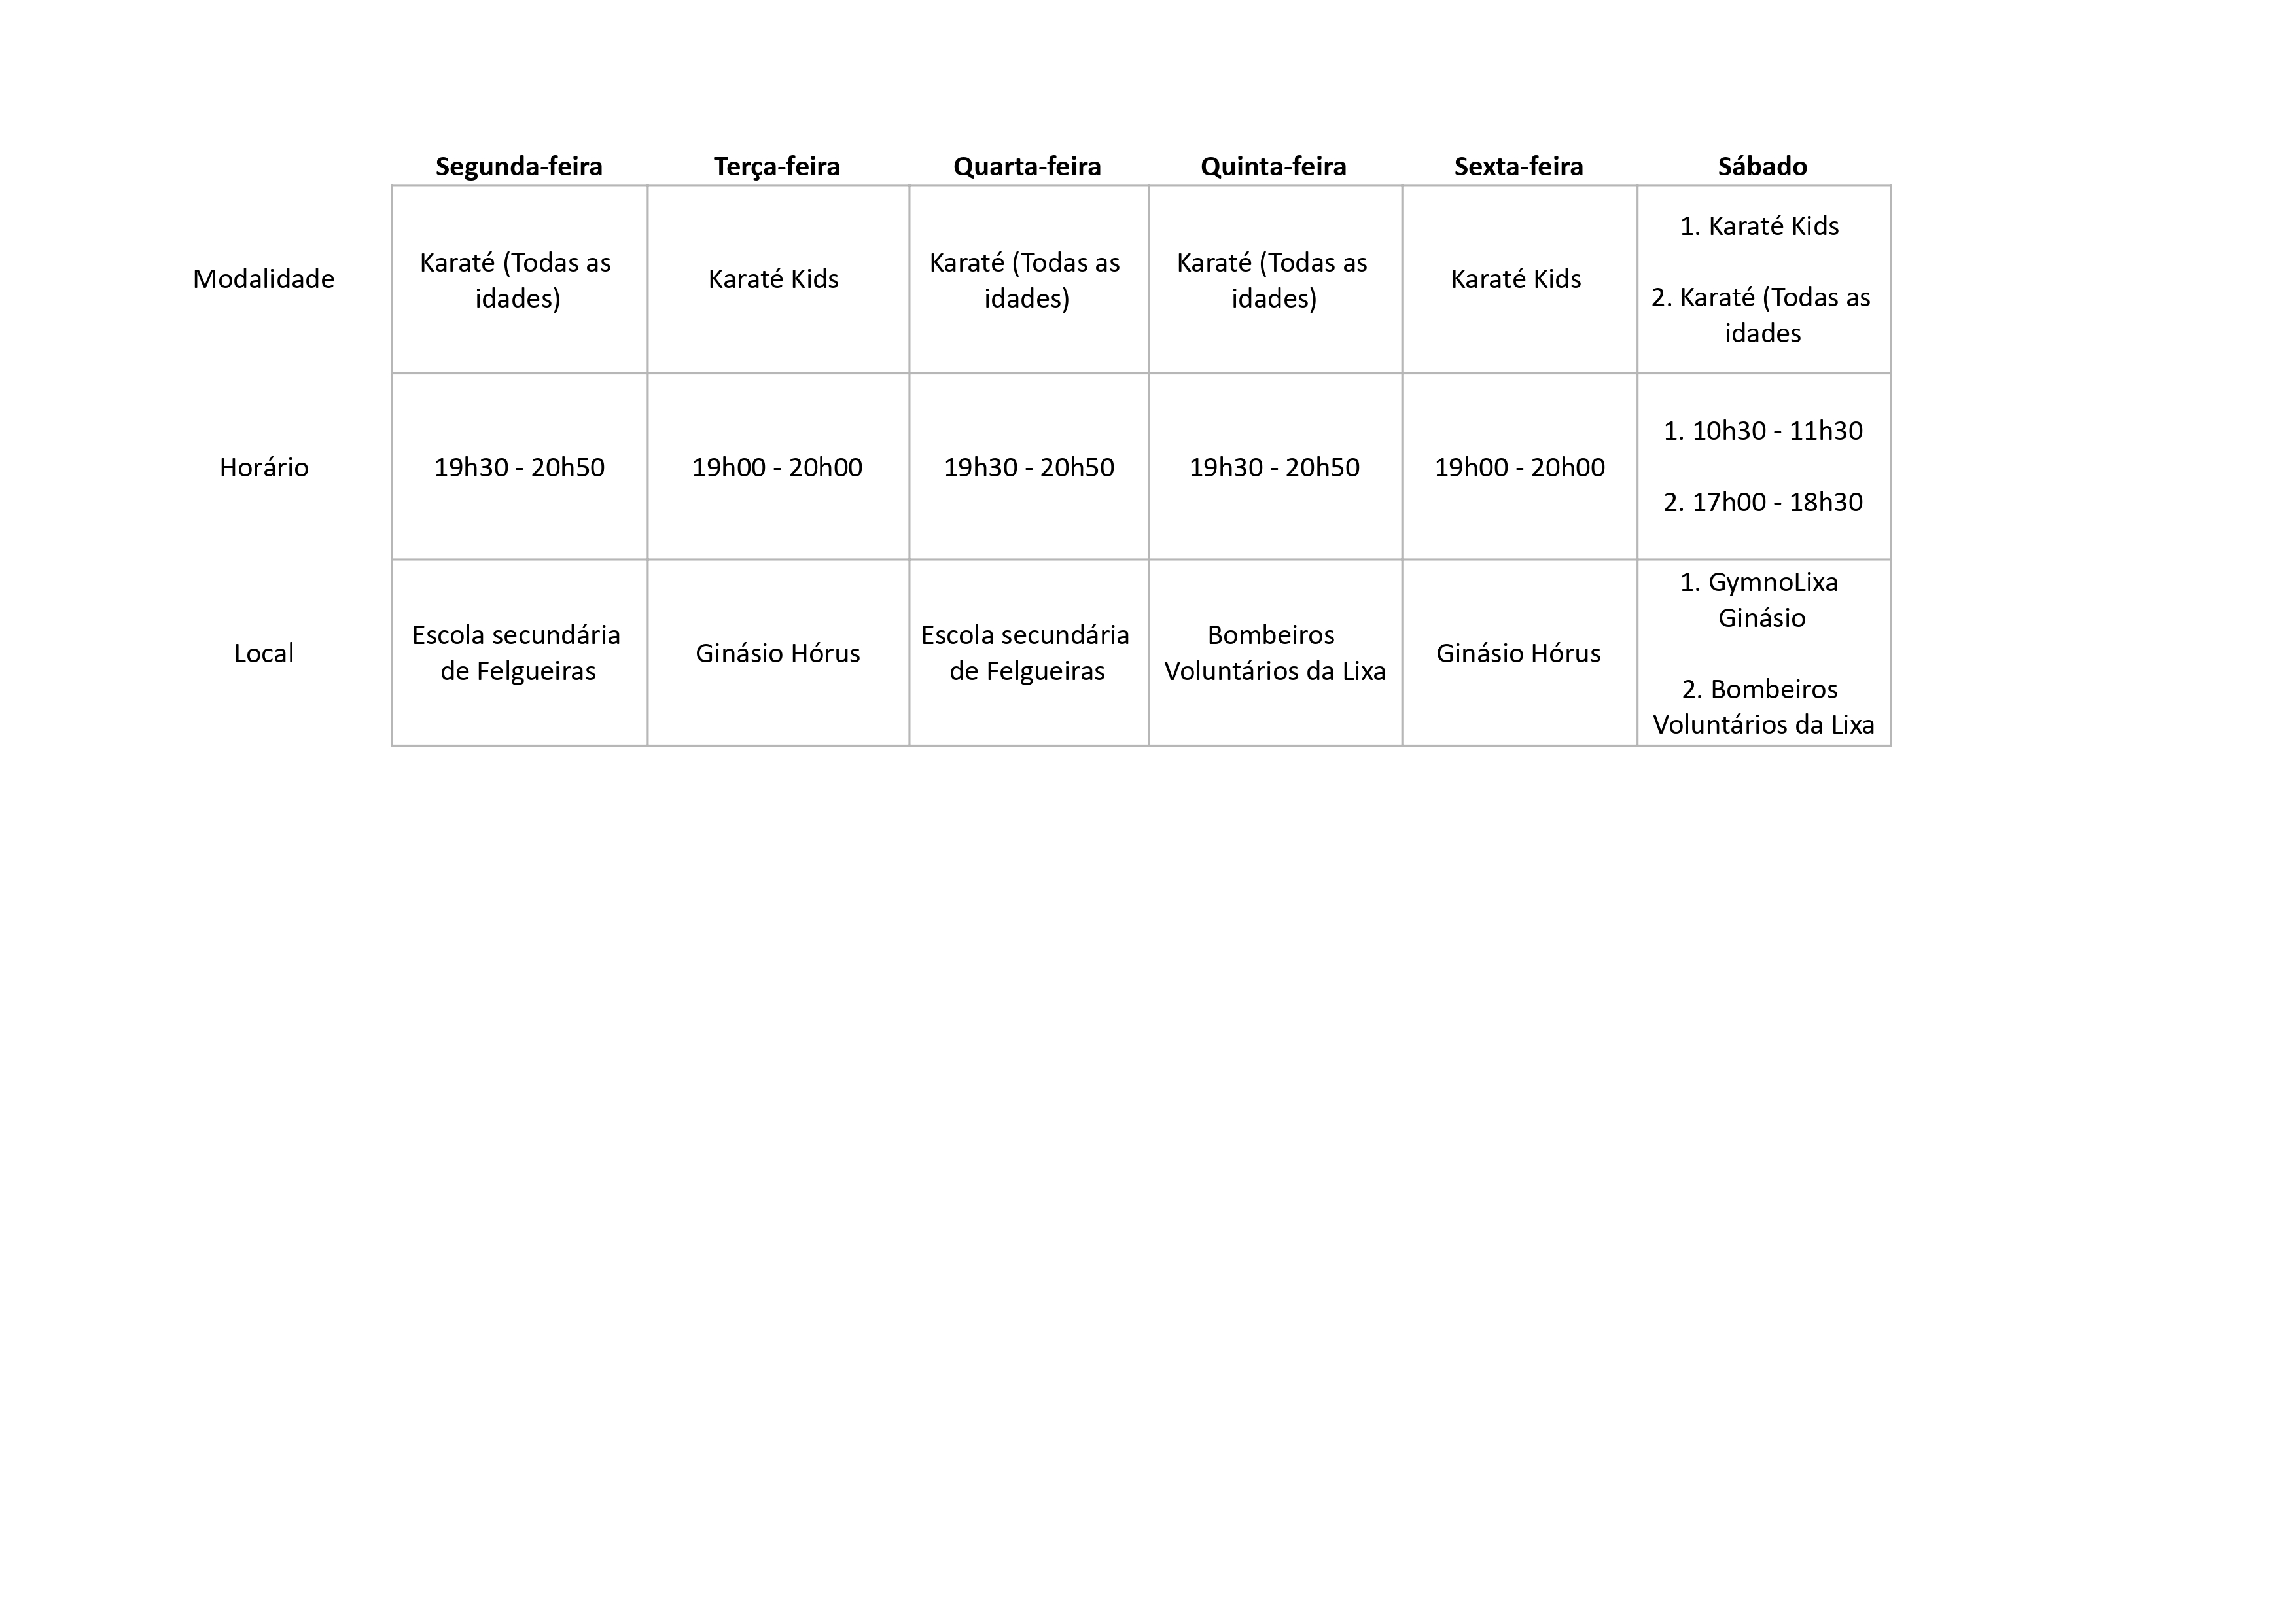 Segunda-feira Terça-feira Quarta-feira Quinta-feira Sexta-feira Sábado
Modalidade
Karaté (Todas as
idades)
Karaté Kids
Karaté (Todas as
idades)
Karaté (Todas as
idades)
Karaté Kids
1. Karaté Kids
2. Karaté (Todas as
idades
Horário
19h30 - 20h50
19h00 - 20h00
19h30 - 20h50
19h30 - 20h50
19h00 - 20h00
1. 10h30 - 11h30
2. 17h00 - 18h30
Local
Escola secundária
de Felgueiras
Ginásio Hórus
Escola secundária
de Felgueiras
Bombeiros
Voluntários da Lixa
Ginásio Hórus
1. GymnoLixa
Ginásio
2. Bombeiros
Voluntários da Lixa